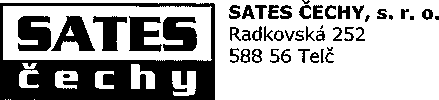 SATES
čechy
SATES ČECHY, s. r. o.
Radkovská 252
588 56 Telč